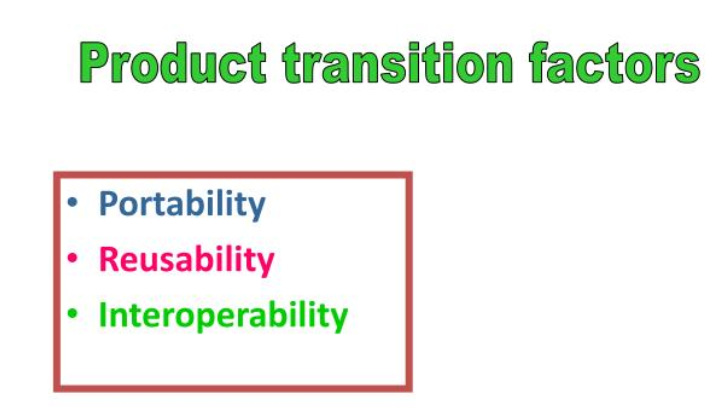 Product transition factors
• Portability
• Reusability
• Interoperability